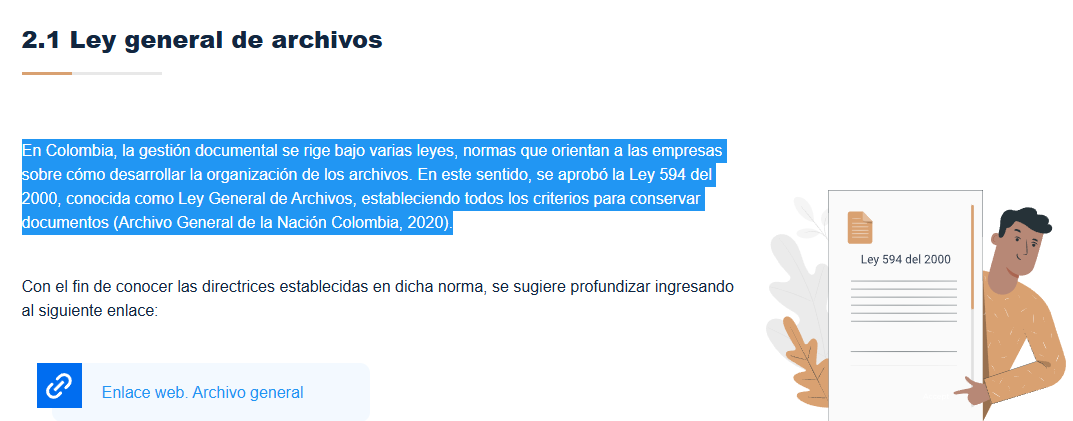 2.1 Ley general de archivos
En Colombia, la gestión documental se rige bajo varias leyes, normas que orientan a las empresas
sobre cómo desarrollar la organización de los archivos. En este sentido, se aprobó la Ley 594 del
2000, conocida como Ley General de Archivos, estableciendo todos los criterios para conservar
documentos (Archivo General de la Nación Colombia, 2020).
Con el fin de conocer las directrices establecidas en dicha norma, se sugiere profundizar ingresando
al siguiente enlace:
Enlace web. Archivo general
Ley 594 del 2000